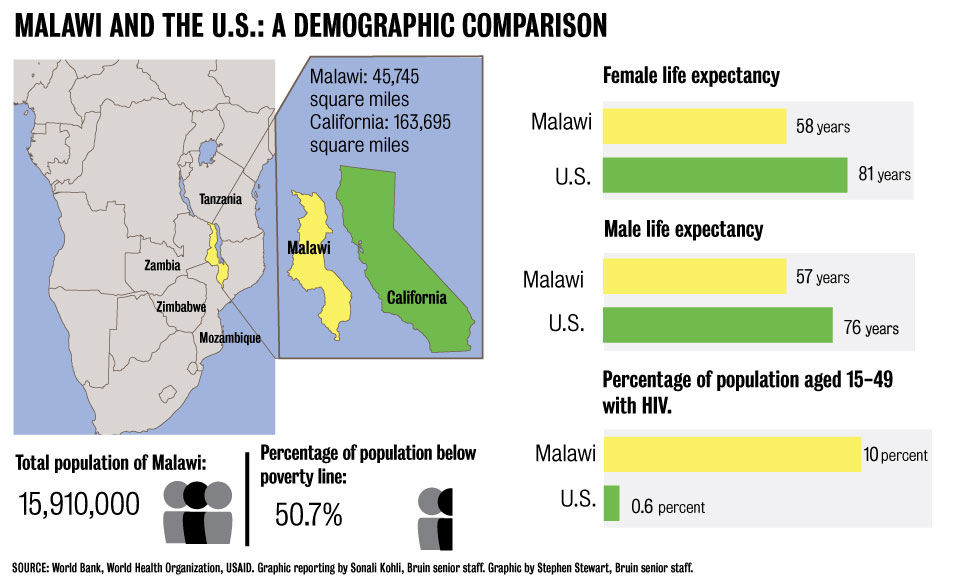 MALAWI AND THE U.S.: A DEMOGRAPHIC COMPARISON
Malawi: 45,745
square miles
California: 163,695
square miles
Tanzania
Zambia
Zimbabwe
Mozambique
Malawi
California
Female life expectancy
Malawi
58 years
U.S.
81 years
Male life expectancy
Malawi
57 years
U.S.
76 years
Percentage of population aged 15–49
with HIV.
Malawi
10 percent
U.S.
0.6 percent
Total population of Malawi:
15,910,000
Percentage of population below
poverty line:
50.7%
SOURCE: World Bank, World Health Organization, USAID. Graphic reporting by Sonali Kohli, Bruin senior staff. Graphic by Stephen Stewart, Bruin senior staff.